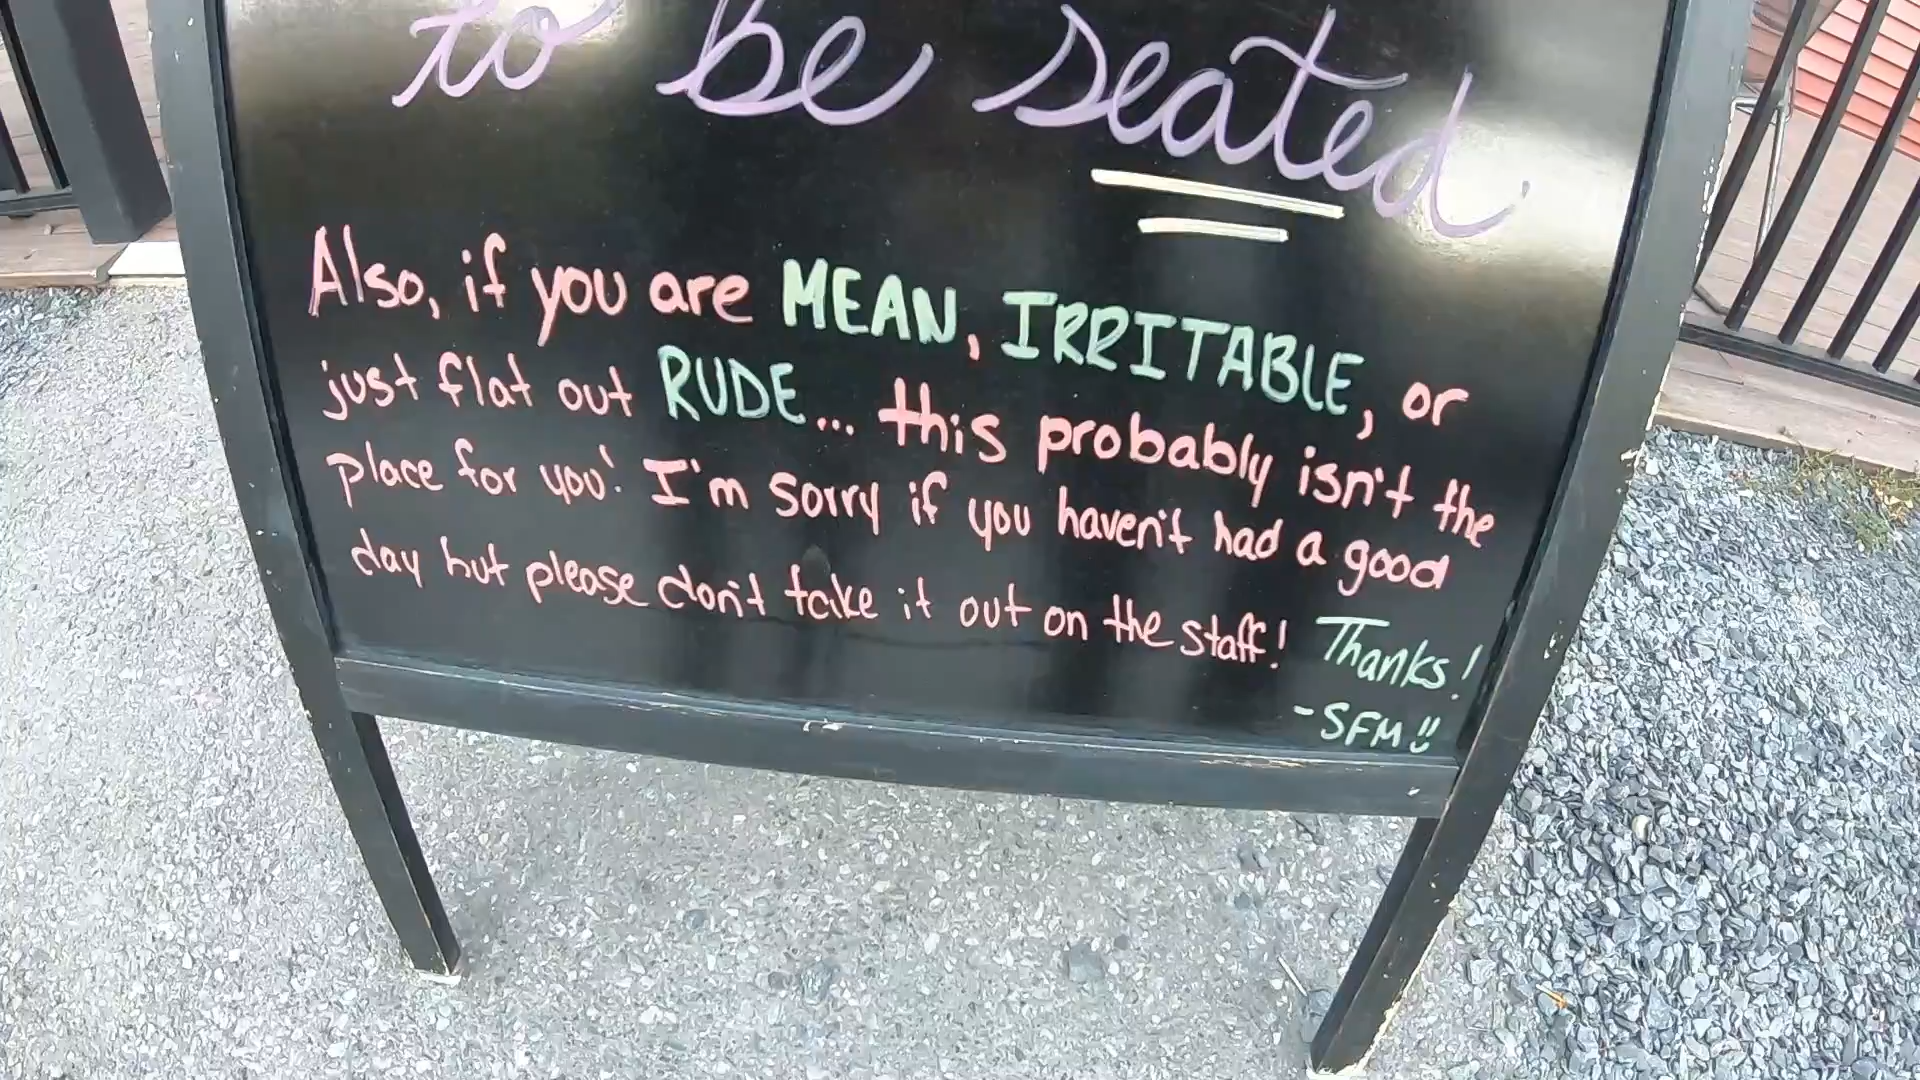 to be seated
Also, if you are MEAN, IRRITABLE, or
just flat out RUDE... this probably isn't the
place for you! I'm sorry if you haven't had a good
day but please don't take it out on the staff! Thanks!
-SFM!!